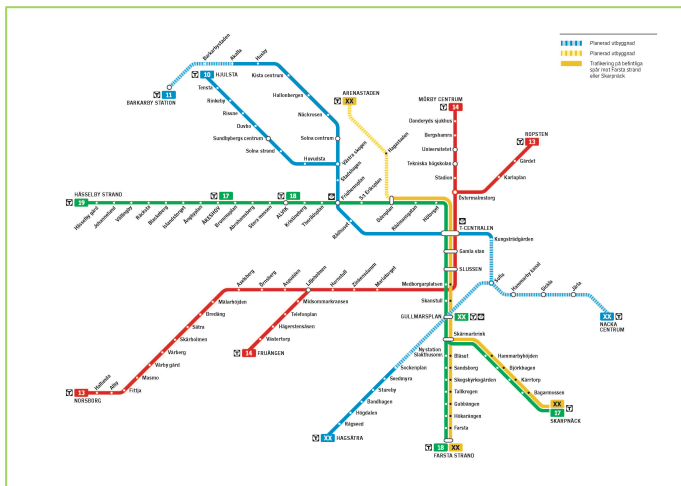 Planerad utbyggnad
Planerad utbyggnad
Trafikering på befintliga
spår mot Farsta strand
eller Skarpnäck
Barkarbystaden
Akalla
Husby
10 HJULSTA
11
BARKARBY STATION
Kista centrum
Hallonbergen
Näckrosen
Tensta
Rinkeby
Rissne
Duvbo
Sundbybergs centrum
Solna strand
Huvudsta
Solna centrum
Västra skogen
Stadshagen
Fridhemsplan
ARENASTADEN
XX
Hagastaden
MÖRBY CENTRUM
14
Danderyds sjukhus
Bergshamra
Universitetet
Tekniska högskolan
Stadion
ROPSTEN
13
Gärdet
Karlaplan
Östermalmstorg
HÄSSELBY STRAND
19
Hässelby gård
Johannelund
Vällingby
Råcksta
Blackeberg
Islandstorget
Ängbyplan
17
ÅKESHOV
Brommaplan
Abrahamsberg
Stora mossen
18
ALVIK
Kristineberg
Thorildsplan
S:t Eriksplan
Odenplan
Rådmansgatan
Hötorget
Rådhuset
T-CENTRALEN
Kungsträdgården
Gamla stan
SLUSSEN
Medborgarplatsen
Skanstull
GULLMARSPLAN
XX
Sofia
Hammarby kanal
Sickla
Järla
XX
NACKA
CENTRUM
Axelsberg
Örnsberg
Aspudden
Liljeholmen
Hornstull
Zinkensdamm
Mariatorget
Mälarhöjden
Bredäng
Sätra
Skärholmen
Vårberg
Vårby gård
Masmo
Fittja
Alby
Hallunda
13
NORSBORG
Midsommarkransen
Telefonplan
Hägerstensåsen
Västertorp
14 FRUÄNGEN
Skärmarbrink
Ny station
Slakthusomr.
Sockenplan
Svedmyra
Stureby
Bandhagen
Högdalen
Rågsved
XX HAGSÄTRA
Blåsut
Sandsborg
Skogskyrkogården
Tallkrogen
Gubbängen
Hökarängen
Farsta
18 XX
FARSTA STRAND
Hammarbyhöjden
Björkhagen
Kärrtorp
Bagarmossen
XX
17
SKARPNÄCK